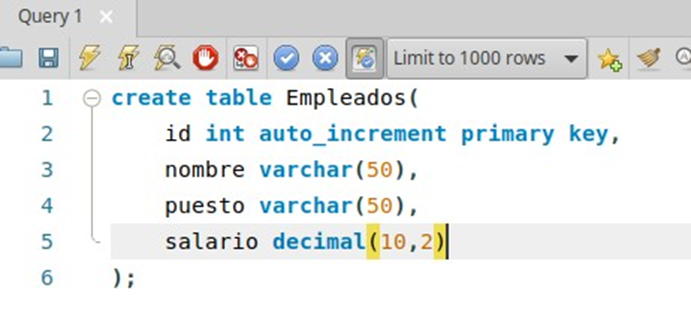 Query 1
Limit to 1000 rows
1 create table Empleados(
2 id int auto_increment primary key,
3 nombre varchar(50),
4 puesto varchar(50),
5 salario decimal(10,2)
6 );